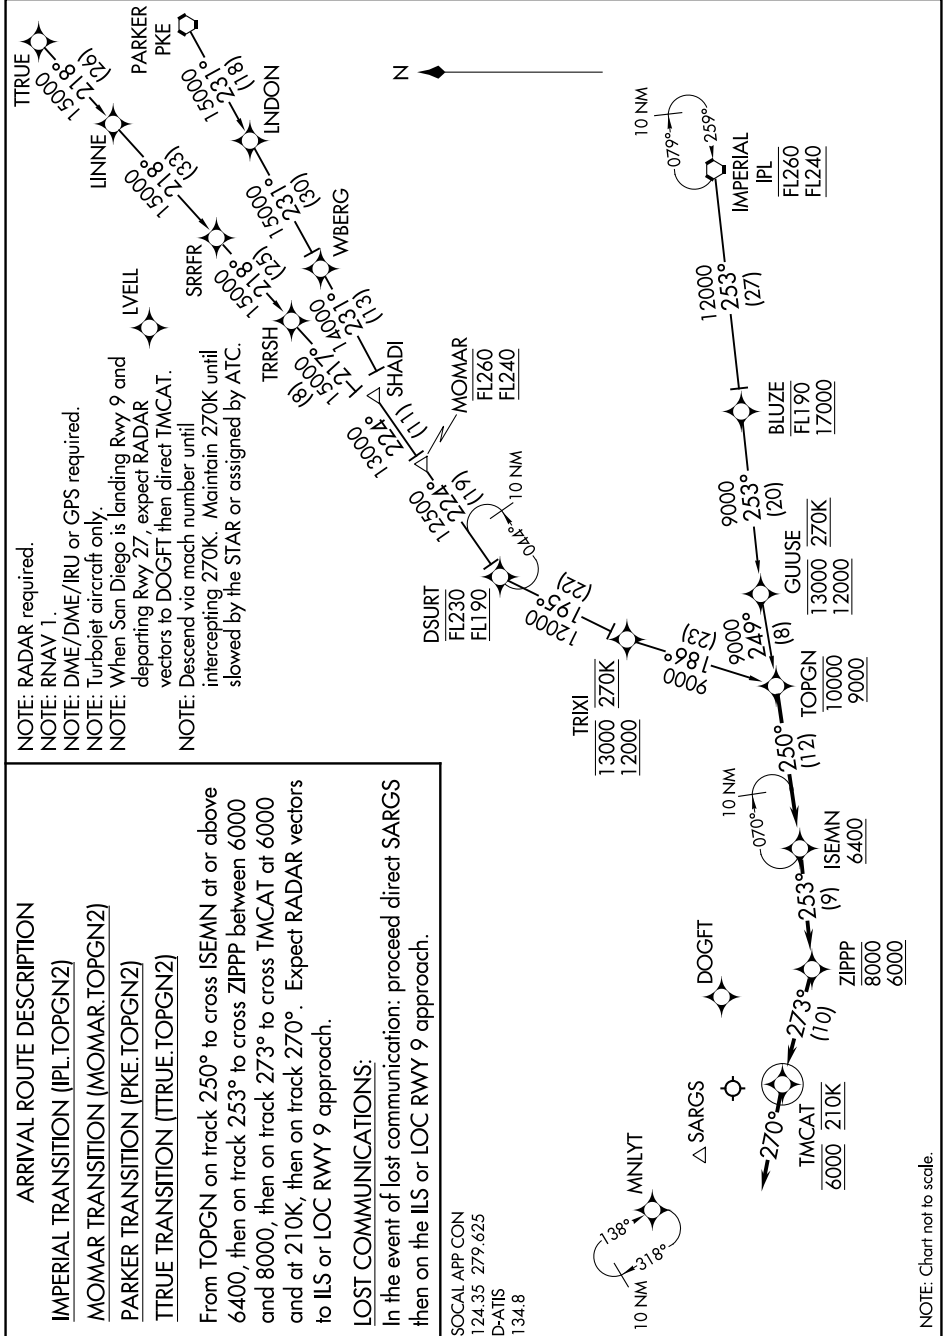 ARRIVAL ROUTE DESCRIPTION
IMPERIAL TRANSITION (IPL.TOPGN2)
MOMAR TRANSITION (MOMAR.TOPGN2)
PARKER TRANSITION (PKE.TOPGN2)
TTRUE TRANSITION (TTRUE.TOPGN2)
From TOPGN on track 250° to cross ISEMN at or above
6400, then on track 253° to cross ZIPPP between 6000
and 8000, then on track 273° to cross TMCAT at 6000
and at 210K, then on track 270°. Expect RADAR vectors
to ILS or LOC RWY 9 approach.
LOST COMMUNICATIONS:
In the event of lost communication: proceed direct SARGS
then on the ILS or LOC RWY 9 approach.
NOTE: RADAR required.
NOTE: RNAV 1.
NOTE: DME/DME/IRU or GPS required.
NOTE: Turbojet aircraft only.
NOTE: When San Diego is landing Rwy 9 and
departing Rwy 27, expect RADAR
vectors to DOGFT then direct TMCAT.
NOTE: Descend via mach number until
intercepting 270K. Maintain 270K until
slowed by the STAR or assigned by ATC.
SOCAL APP CON
124.35 279.625
D-ATIS
134.8
TTRUE
15000
218°
(26)
LINNE
15000
218°
(33)
SRRFR
15000
218°
(25)
TRRSH
15000
217°
(8)
PARKER
PKE
15000
231°
(18)
LNDON
15000
231°
(30)
WBERG
14000
231°
(13)
SHADI
13000
224°
(11)
MOMAR
FL260
FL240
12500
224°
(19)
LVELL
N
DSURT
FL230
FL190
10 NM
044°
12000
195°
(22)
TRIXI
13000 270K
12000
9000
186°
(23)
IMPERIAL
IPL
FL260
FL240
10 NM
079°
259°
12000
253°
(27)
BLUZE
FL190
17000
9000
253°
(20)
GUUSE
13000 270K
12000
9000
249°
(8)
TOPGN
10000
9000
250°
(12)
ISEMN
6400
10 NM
070°
253°
(9)
ZIPPP
8000
6000
273°
(10)
DOGFT
SARGS
TMCAT
6000 210K
270°
MNLYT
138°
318°
10 NM
NOTE: Chart not to scale.